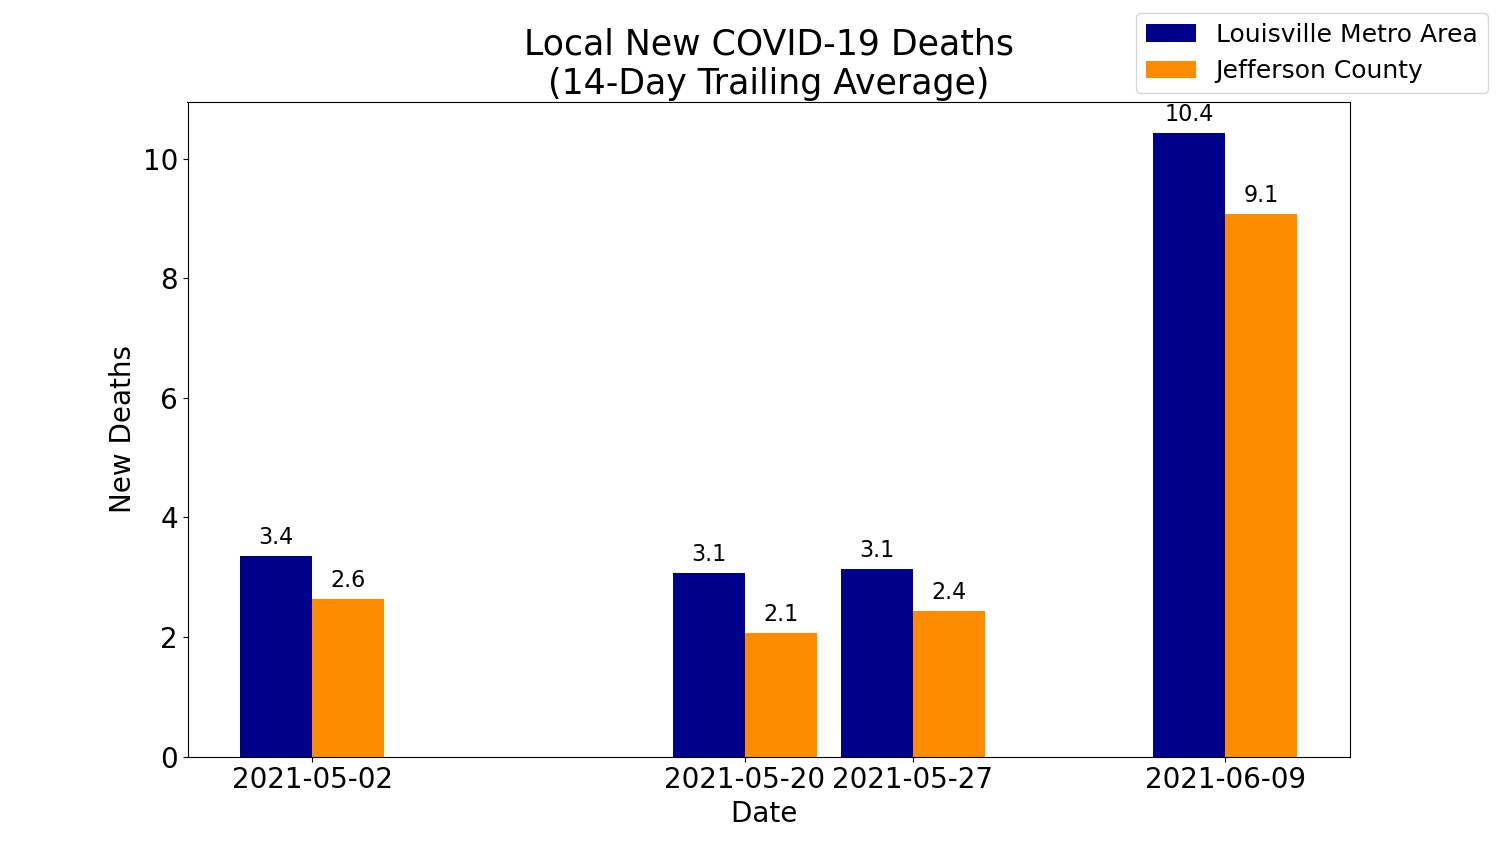 Local New COVID-19 Deaths
(14-Day Trailing Average)
Louisville Metro Area
Jefferson County
New Deaths
10
8
6
4
2
0
3.4
2.6
3.1
2.1
3.1
2.4
10.4
9.1
2021-05-02 2021-05-20 2021-05-27 2021-06-09
Date